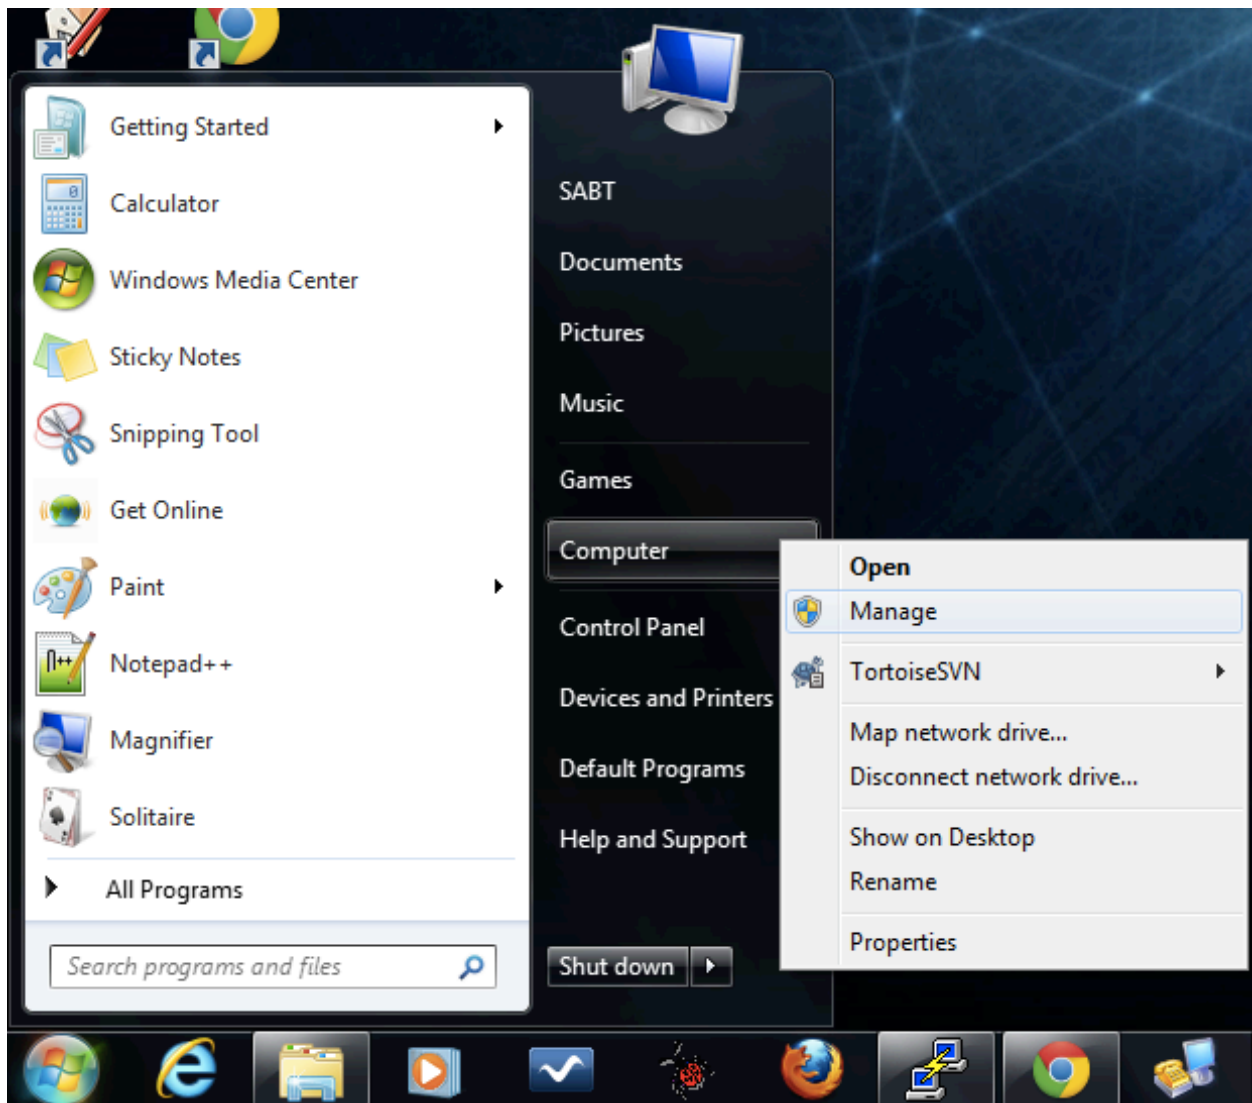 Getting Started
Calculator
Windows Media Center
Sticky Notes
Snipping Tool
Get Online
Paint
Notepad++
Magnifier
Solitaire
All Programs
Search programs and files
SABT
Documents
Pictures
Music
Games
Computer
Control Panel
Devices and Printers
Default Programs
Help and Support
Shut down
Open
Manage
TortoiseSVN
Map network drive...
Disconnect network drive...
Show on Desktop
Rename
Properties